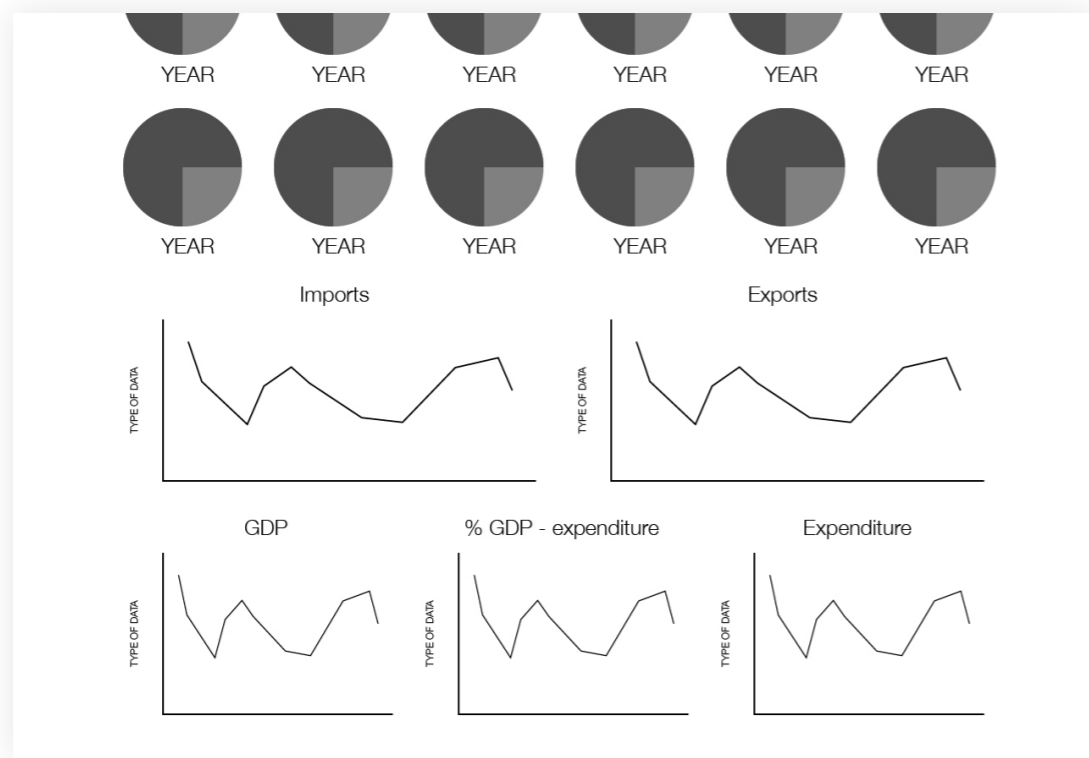 YEAR YEAR YEAR YEAR YEAR YEAR
YEAR YEAR YEAR YEAR YEAR YEAR
Imports
Exports
TYPE OF DATA
TYPE OF DATA
GDP
% GDP - expenditure
Expenditure
TYPE OF DATA
TYPE OF DATA
TYPE OF DATA